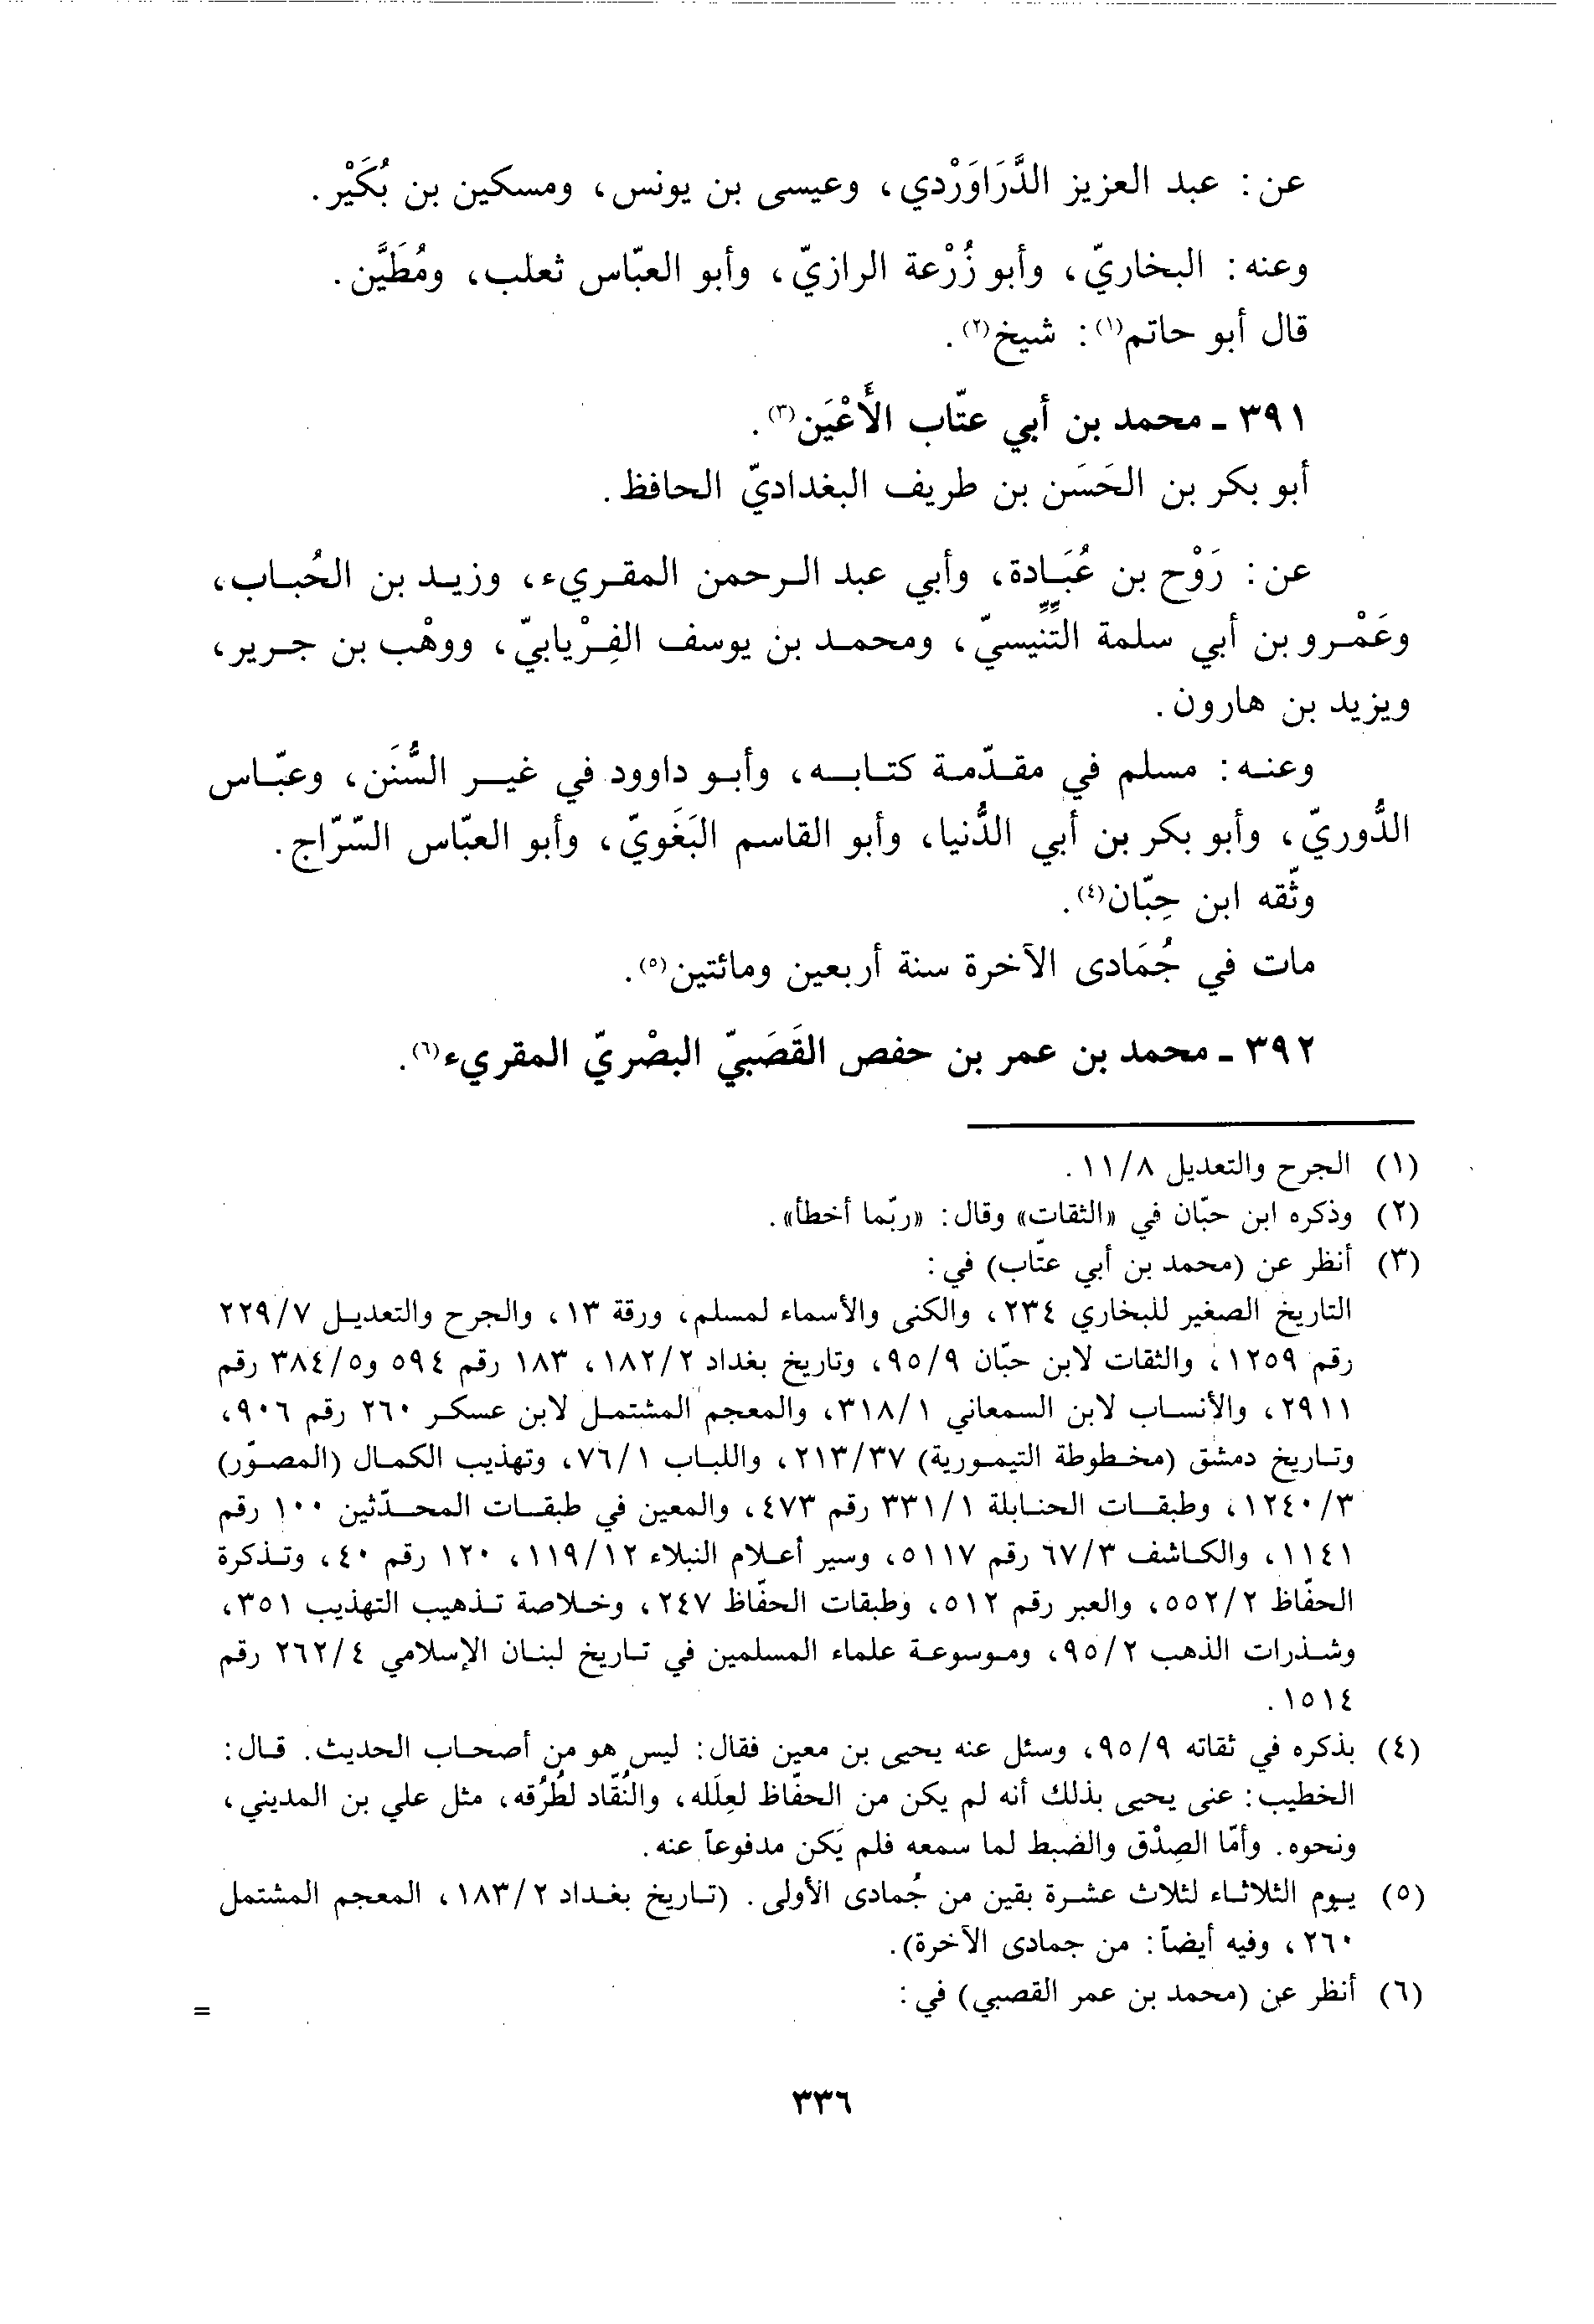 عن: عبد العزيز الدَّرَاوَرْدي، وعيسى بن يونس، ومسكين بن بُكَيْر.
وعنه: البخاريّ، وأبو زُرْعة الرازيّ، وأبو العبّاس ثعلب، ومُطَيَّن.
قال أبو حاتم(١): شيخ(٢).
٣٩١ ـ محمد بن أبي عتّاب الأَعْيَن(٣).
أبو بكر بن الحَسَن بن طريف البغداديّ الحافظ.
عن: رَوْح بن عُبَادة، وأبي عبد الرحمن المقريء، وزيد بن الحُباب،
وعَمْرو بن أبي سلمة التِّنِّيسيّ، ومحمد بن يوسف الفِرْيابيّ، ووهْب بن جرير،
ويزيد بن هارون.
وعنه: مسلم في مقدّمة كتابه، وأبو داوود في غير السُّنَن، وعبّاس
الدُّوريّ، وأبو بكر بن أبي الدُّنيا، وأبو القاسم البَغَويّ، وأبو العبّاس السّرّاج.
وثّقه ابن حِبّان(٤).
مات في جُمَادى الآخرة سنة أربعين ومائتين(٥).
٣٩٢ ـ محمد بن عمر بن حفص القَصَبيّ البصْريّ المقريء(٦).
(١) الجرح والتعديل ١١/٨.
(٢) وذكره ابن حبّان في «الثقات» وقال: «ربّما أخطأ».
(٣) أنظر عن (محمد بن أبي عتّاب) في:
التاريخ الصغير للبخاري ٢٣٤، والكنى والأسماء لمسلم، ورقة ١٣، والجرح والتعديل ٢٢٩/٧
رقم ١٢٥٩، والثقات لابن حبّان ٩٥/٩، وتاريخ بغداد ١٨٢/٢، ١٨٣ رقم ٥٩٤ و٣٨٤/٥ رقم
٢٩١١، والأنساب لابن السمعاني ٣١٨/١، والمعجم المشتمل لابن عسكر ٢٦٠ رقم ٩٠٦،
وتاريخ دمشق (مخطوطة التيمورية) ٢١٣/٣٧، واللباب ٧٦/١، وتهذيب الكمال (المصوّر)
١٢٤٠/٣، وطبقات الحنابلة ٣٣١/١ رقم ٤٧٣، والمعين في طبقات المحدّثين ١٠٠ رقم
١١٤١، والكاشف ٦٧/٣ رقم ٥١١٧، وسير أعلام النبلاء ١١٩/١٢، ١٢٠ رقم ٤٠، وتذكرة
الحفّاظ ٥٥٢/٢، والعبر رقم ٥١٢، وطبقات الحفّاظ ٢٤٧، وخلاصة تذهيب التهذيب ٣٥١،
وشذرات الذهب ٩٥/٢، وموسوعة علماء المسلمين في تاريخ لبنان الإسلامي ٢٦٢/٤ رقم
١٥١٤.
(٤) بذكره في ثقاته ٩٥/٩، وسئل عنه يحيى بن معين فقال: ليس هو من أصحاب الحديث. قال:
الخطيب: عنى يحيى بذلك أنه لم يكن من الحفّاظ لعِلَله، والنُقّاد لطُرُقه، مثل علي بن المديني،
ونحوه. وأمّا الصِدْق والضبط لما سمعه فلم يَكن مدفوعاً عنه.
(٥) يوم الثلاثاء لثلاث عشرة بقين من جُمادى الأولى. (تاريخ بغداد ١٨٣/٢، المعجم المشتمل
٢٦٠، وفيه أيضاً: من جمادى الآخرة).
(٦) أنظر عن (محمد بن عمر القصبي) في:
=
٣٣٦